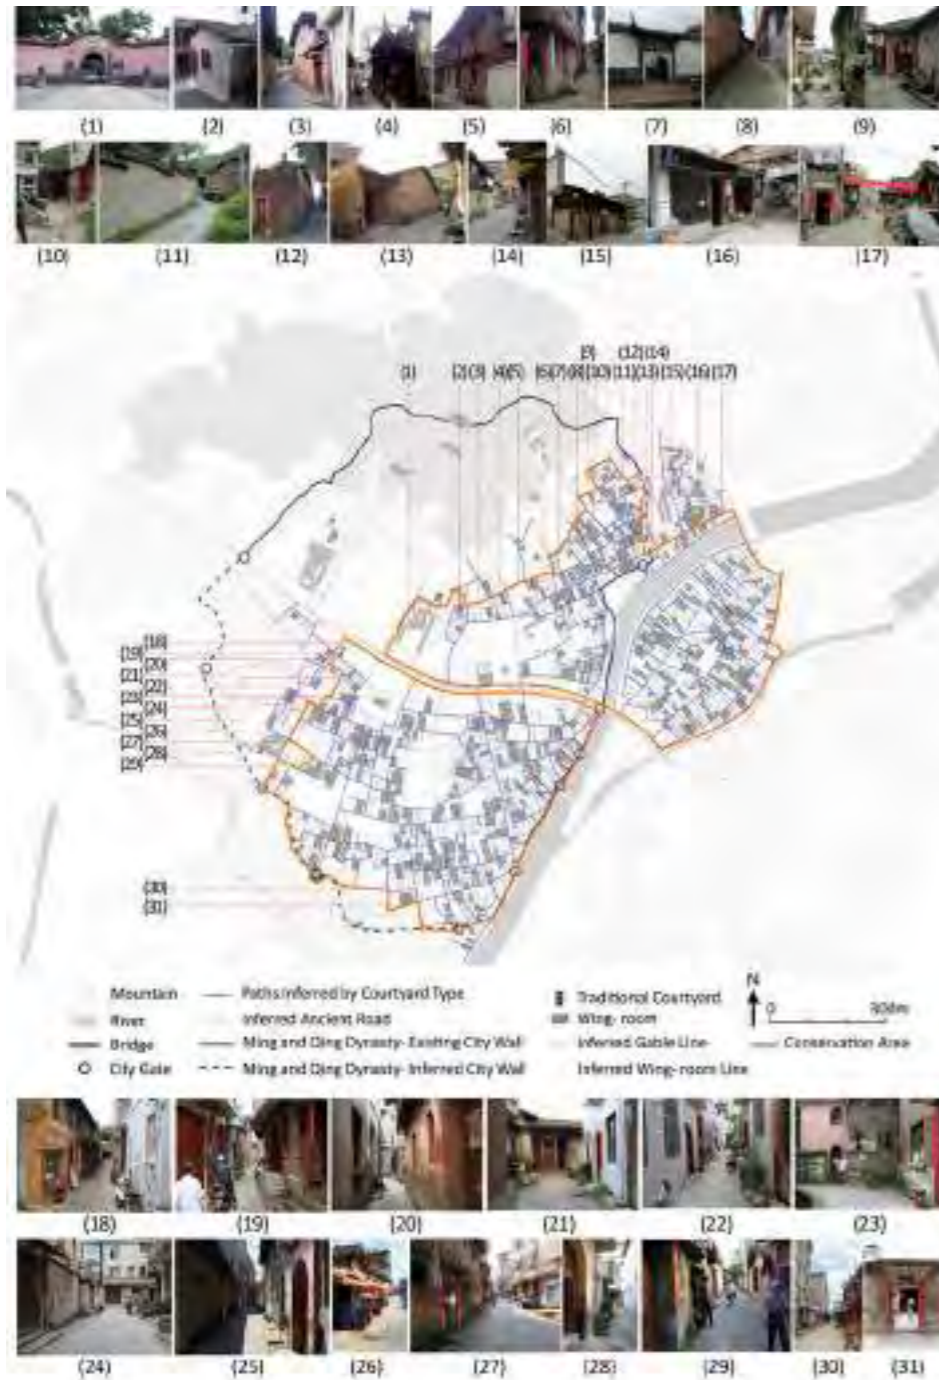 (1) (2) (3) (4) (5) (6) (7) (8) (9)
(10) (11) (12) (13) (14) (15) (16) (17)
(9) (12)(14)
(1) (2) (3) (4)(5) (6)(7)(8)(10) (11)(13)(15)(16)(17)
(18)
(19)
(20)
(21)
(22)
(23)
(24)
(25)
(26)
(27)
(28)
(29)
(30)
(31)
Mountain
Paths Inferred by Courtyard Type
Traditional Courtyard
N
0
River
Inferred Ancient Road
Wing- room
Bridge
Ming and Qing Dynasty- Existing City Wall
Inferred Gable Line
Conservation Area
City Gate
Ming and Qing Dynasty- Inferred City Wall
Inferred Wing- room Line
(18) (19) (20) (21) (22) (23)
(24) (25) (26) (27) (28) (29) (30) (31)